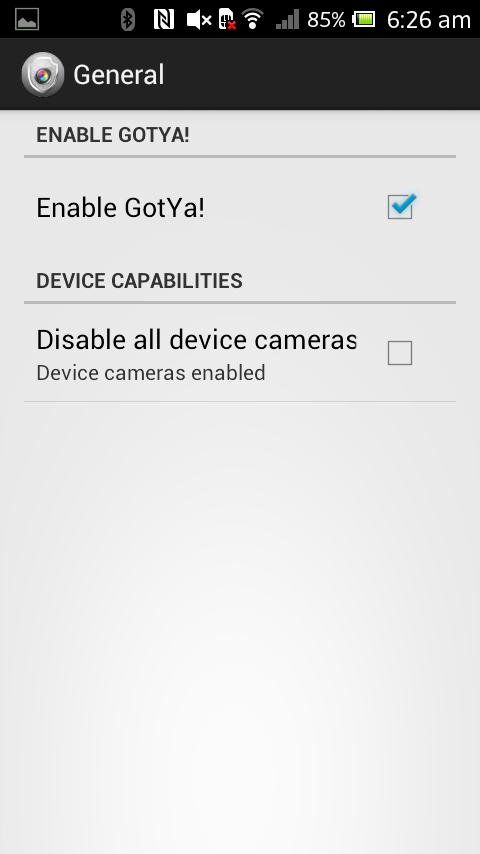 85% 6:26 am
General
ENABLE GOTYA!
Enable GotYa!
DEVICE CAPABILITIES
Disable all device cameras
Device cameras enabled